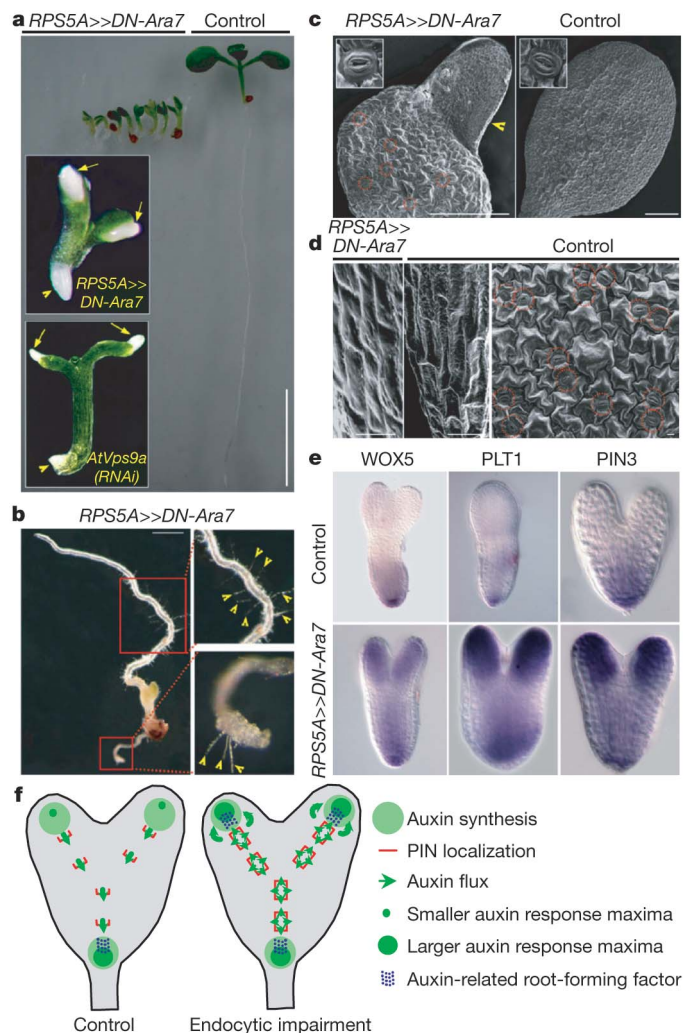 a
RPS5A>>DN-Ara7 Control
RPS5A>>
DN-Ara7
AtVps9a
(RNAi)
b
RPS5A>>DN-Ara7
c
RPS5A>>DN-Ara7 Control
d
RPS5A>>
DN-Ara7 Control
e
WOX5 PLT1 PIN3
Control
RPS5A>>DN-Ara7
f
Control
Endocytic impairment
Auxin synthesis
PIN localization
Auxin flux
Smaller auxin response maxima
Larger auxin response maxima
Auxin-related root-forming factor